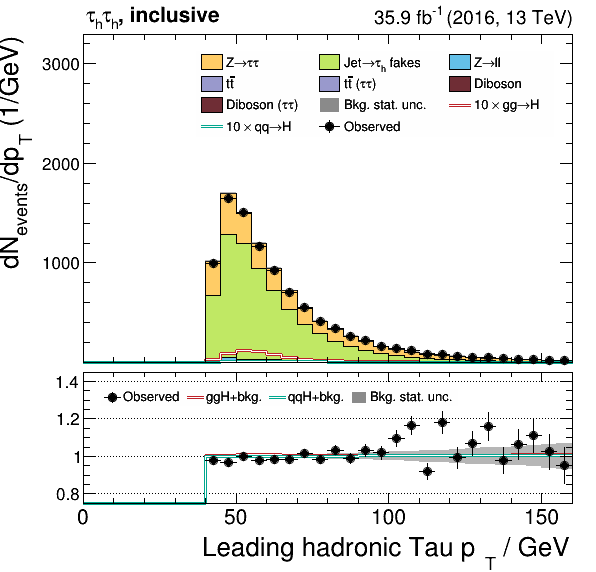 τhτh, inclusive 35.9 fb-1 (2016, 13 TeV)
dNevents/dpT (1/GeV)
3000
2000
1000
Z→ττ Jet→τh fakes Z→ll
tt̄ tt̄ (ττ) Diboson
Diboson (ττ) Bkg. stat. unc. 10 × gg→H
10 × qq→H Observed
1.4
1.2
1
0.8
Observed ggH+bkg. qqH+bkg. Bkg. stat. unc.
0 50 100 150
Leading hadronic Tau p T / GeV